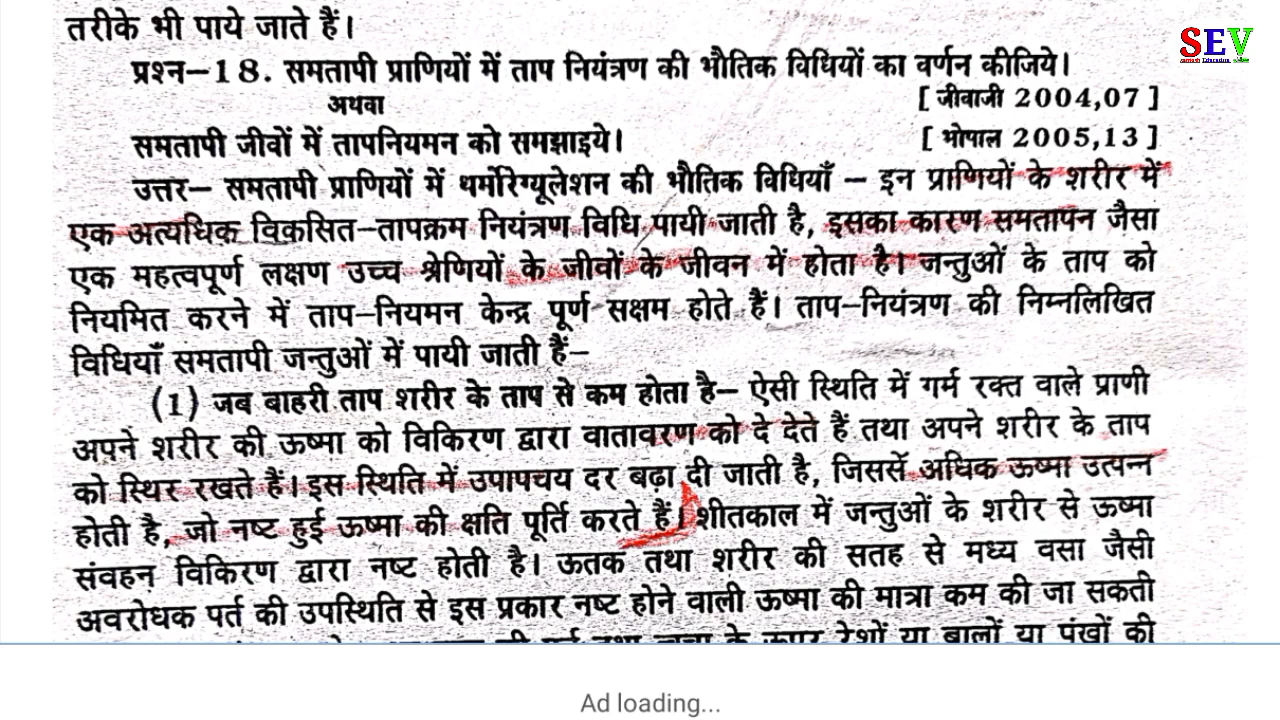 तरीके भी पाये जाते हैं।
SEV
प्रश्न–18. समतापी प्राणियों में ताप नियंत्रण की भौतिक विधियों का वर्णन कीजिये।
अथवा [ जीवाजी 2004,07 ]
समतापी जीवों में तापनियमन को समझाइये। [ भोपाल 2005,13 ]
उत्तर– समतापी प्राणियों में थर्मोरेग्यूलेशन की भौतिक विधियाँ – इन प्राणियों के शरीर में
एक अत्यधिक विकसित–तापक्रम नियंत्रण विधि पायी जाती है, इसका कारण समतापन जैसा
एक महत्वपूर्ण लक्षण उच्च श्रेणियों के जीवों के जीवन में होता है। जन्तुओं के ताप को
नियमित करने में ताप–नियमन केन्द्र पूर्ण सक्षम होते हैं। ताप–नियंत्रण की निम्नलिखित
विधियाँ समतापी जन्तुओं में पायी जाती हैं–
(1) जब बाहरी ताप शरीर के ताप से कम होता है– ऐसी स्थिति में गर्म रक्त वाले प्राणी
अपने शरीर की ऊष्मा को विकिरण द्वारा वातावरण को दे देते हैं तथा अपने शरीर के ताप
को स्थिर रखते हैं। इस स्थिति में उपापचय दर बढ़ा दी जाती है, जिससे अधिक ऊष्मा उत्पन्न
होती है, जो नष्ट हुई ऊष्मा की क्षति पूर्ति करते हैं। शीतकाल में जन्तुओं के शरीर से ऊष्मा
संवहन विकिरण द्वारा नष्ट होती है। ऊतक तथा शरीर की सतह से मध्य वसा जैसी
अवरोधक पर्त की उपस्थिति से इस प्रकार नष्ट होने वाली ऊष्मा की मात्रा कम की जा सकती
तथा त्वचा के ऊपर रेशों या बालों या पंखों की
Ad loading...